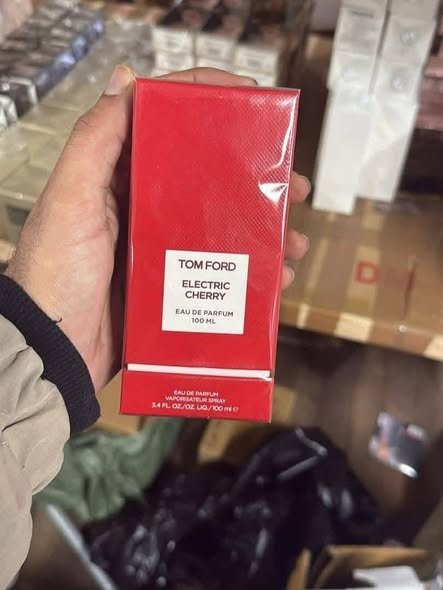 TOM FORD
ELECTRIC
CHERRY
EAU DE PARFUM
100 ML
EAU DE PARFUM
VAPORISATEUR SPRAY
3.4 FL. OZ./OZ. LIQ./100 ml ℮